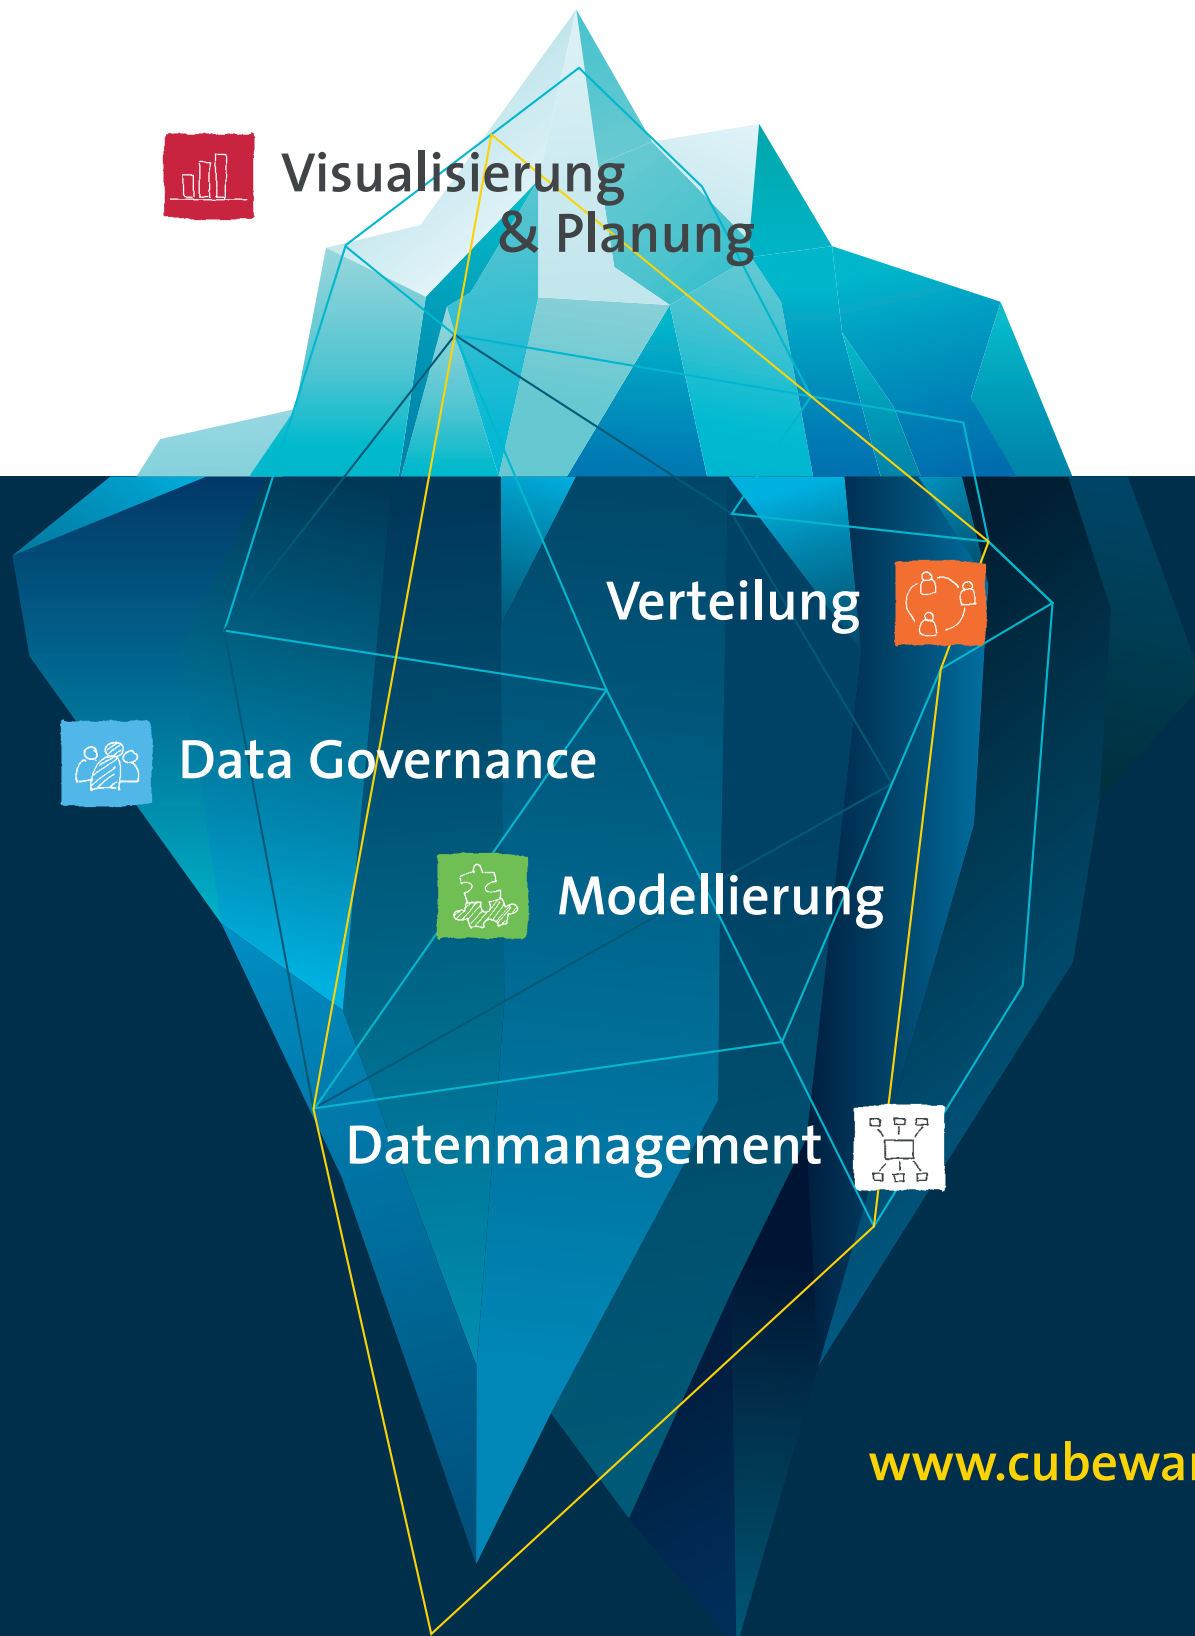 Visualisierung
& Planung
Verteilung
Data Governance
Modellierung
Datenmanagement
www.cubewar